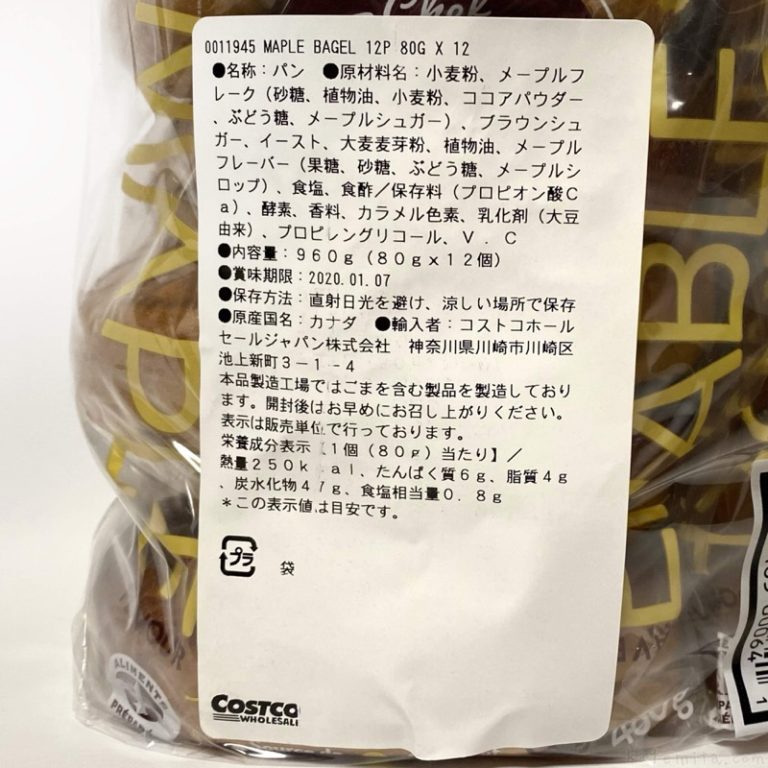 Chef
0011945 MAPLE BAGEL 12P 80G X 12
●名称：パン　●原材料名：小麦粉、メープルフ
レーク（砂糖、植物油、小麦粉、ココアパウダー
、ぶどう糖、メープルシュガー）、ブラウンシュ
ガー、イースト、大麦麦芽粉、植物油、メープル
フレーバー（果糖、砂糖、ぶどう糖、メープルシ
ロップ）、食塩、食酢／保存料（プロピオン酸Ｃ
ａ）、酵素、香料、カラメル色素、乳化剤（大豆
由来）、プロピレングリコール、Ｖ．Ｃ
●内容量：９６０ｇ（８０ｇｘ１２個）
●賞味期限：2020.01.07
●保存方法：直射日光を避け、涼しい場所で保存
●原産国名：カナダ　●輸入者：コストコホール
セールジャパン株式会社　神奈川県川崎市川崎区
池上新町３－１－４
本品製造工場ではごまを含む製品を製造しており
ます。開封後はお早めにお召し上がりください。
表示は販売単位で行っております。
栄養成分表示【1個（80g）当たり】／
熱量２５０ｋｃａｌ、たんぱく質６ｇ、脂質４ｇ
、炭水化物４７ｇ、食塩相当量０．８ｇ
＊この表示値は目安です。
プラ
袋
COSTCO
WHOLESALE
ALIMENTS
PRÉPARÉS